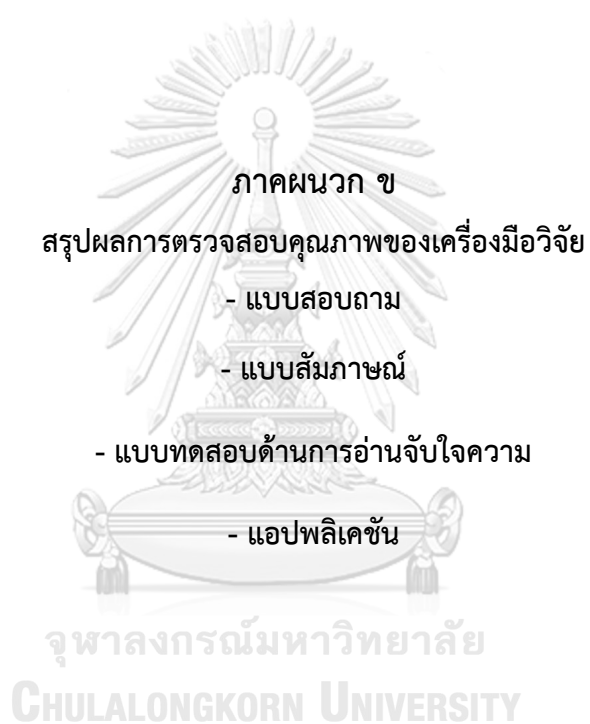 ภาคผนวก ข
สรุปผลการตรวจสอบคุณภาพของเครื่องมือวิจัย
- แบบสอบถาม
- แบบสัมภาษณ์
- แบบทดสอบด้านการอ่านจับใจความ
- แอปพลิเคชัน
จุฬาลงกรณ์มหาวิทยาลัย
CHULALONGKORN UNIVERSITY